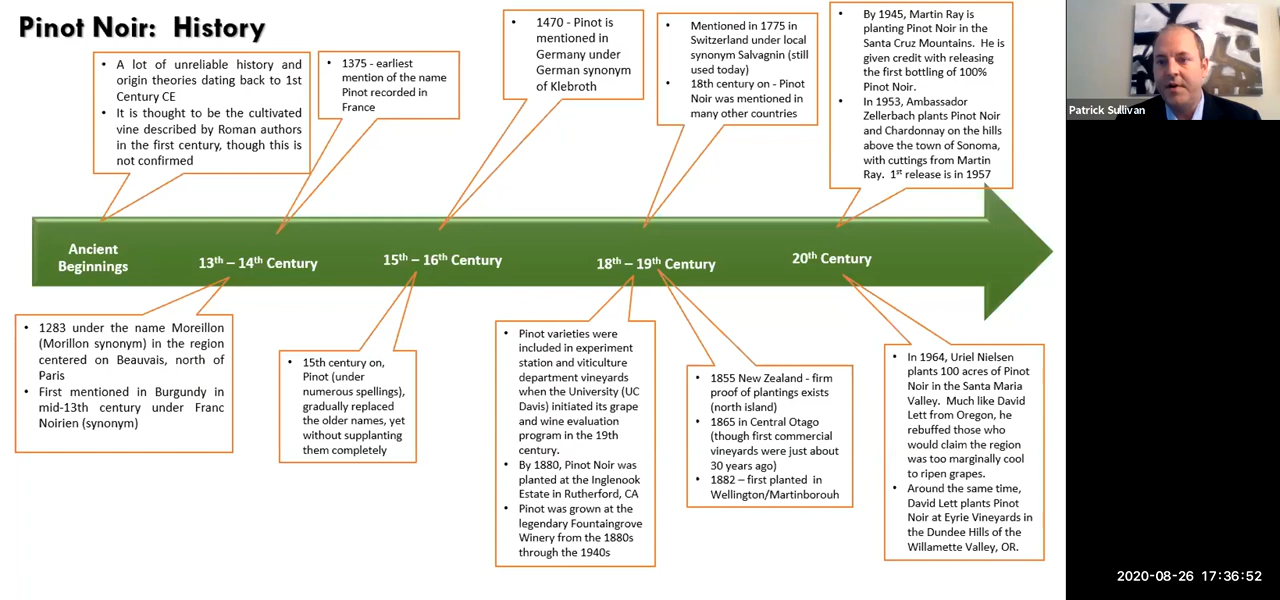 Pinot Noir: History
• A lot of unreliable history and
origin theories dating back to 1st
Century CE
• It is thought to be the cultivated
vine described by Roman authors
in the first century, though this is
not confirmed
• 1375 - earliest
mention of the name
Pinot recorded in
France
• 1470 - Pinot is
mentioned in
Germany under
German synonym
of Klebroth
• Mentioned in 1775 in
Switzerland under local
synonym Salvagnin (still
used today)
• 18th century on - Pinot
Noir was mentioned in
many other countries
• By 1945, Martin Ray is
planting Pinot Noir in the
Santa Cruz Mountains. He is
given credit with releasing
the first bottling of 100%
Pinot Noir.
• In 1953, Ambassador
Zellerbach plants Pinot Noir
and Chardonnay on the hills
above the town of Sonoma,
with cuttings from Martin
Ray. 1st release is in 1957
Patrick Sullivan
Ancient
Beginnings
13th – 14th Century
15th – 16th Century
18th – 19th Century
20th Century
• 1283 under the name Moreillon
(Morillon synonym) in the region
centered on Beauvais, north of
Paris
• First mentioned in Burgundy in
mid-13th century under Franc
Noirien (synonym)
• 15th century on,
Pinot (under
numerous spellings),
gradually replaced
the older names, yet
without supplanting
them completely
• Pinot varieties were
included in experiment
station and viticulture
department vineyards
when the University (UC
Davis) initiated its grape
and wine evaluation
program in the 19th
century.
• By 1880, Pinot Noir was
planted at the Inglenook
Estate in Rutherford, CA
• Pinot was grown at the
legendary Fountaingrove
Winery from the 1880s
through the 1940s
• 1855 New Zealand - firm
proof of plantings exists
(north island)
• 1865 in Central Otago
(though first commercial
vineyards were just about
30 years ago)
• 1882 – first planted in
Wellington/Martinborouh
• In 1964, Uriel Nielsen
plants 100 acres of Pinot
Noir in the Santa Maria
Valley. Much like David
Lett from Oregon, he
rebuffed those who
would claim the region
was too marginally cool
to ripen grapes.
• Around the same time,
David Lett plants Pinot
Noir at Eyrie Vineyards in
the Dundee Hills of the
Willamette Valley, OR.
2020-08-26 17:36:52